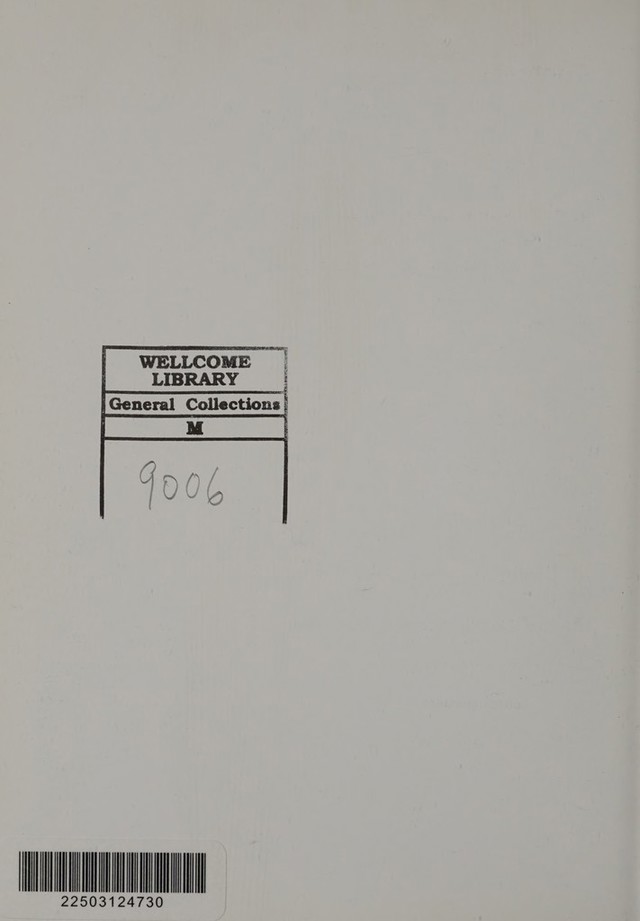 WELLCOME
LIBRARY
General Collections
M
9006
22503124730